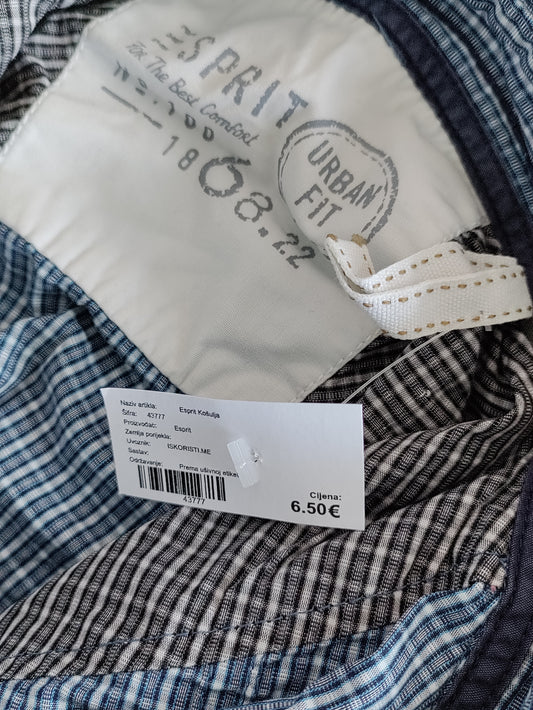 ESPRIT
For The Best Comfort
1868.22
URBAN
FIT
Naziv artikla: Esprit Košulja
Šifra: 43777
Proizvođač: Esprit
Zemlja porijekla:
Uvoznik: ISKORISTI.ME
Sastav:
Održavanje: Prema ušivnoj etiket
43777
Cijena:
6.50€